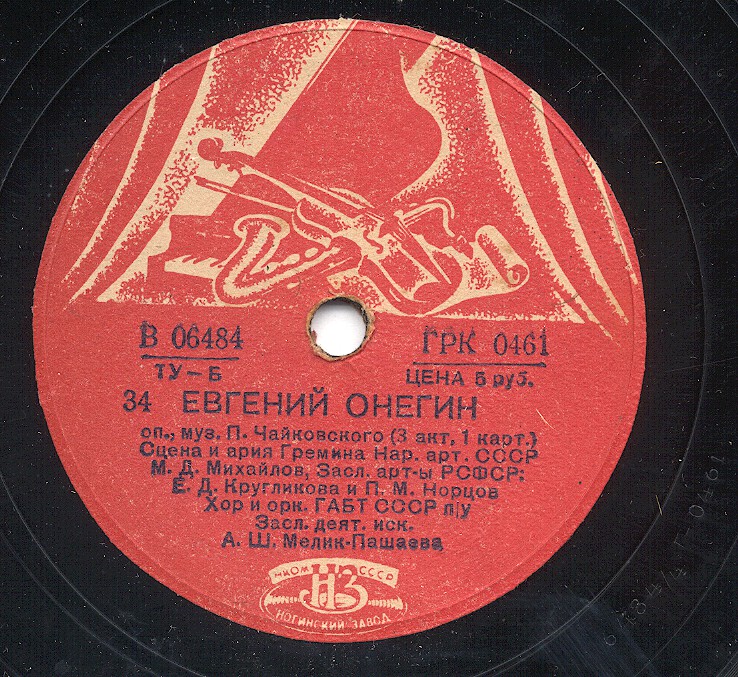 В 06484
ГРК 0461
ТУ-Б
ЦЕНА 5 руб.
34 ЕВГЕНИЙ ОНЕГИН
оп., муз. П. Чайковского (3 акт, 1 карт.)
Сцена и ария Гремина Нар. арт. СССР
М. Д. Михайлов, Засл. арт-ы РСФСР:
Е. Д. Кругликова и П. М. Норцов
Хор и орк. ГАБТ СССР п/у
Засл. деят. иск.
А. Ш. Мелик-Пашаева
НКОМ СССР
НЗ
НОГИНСКИЙ ЗАВОД